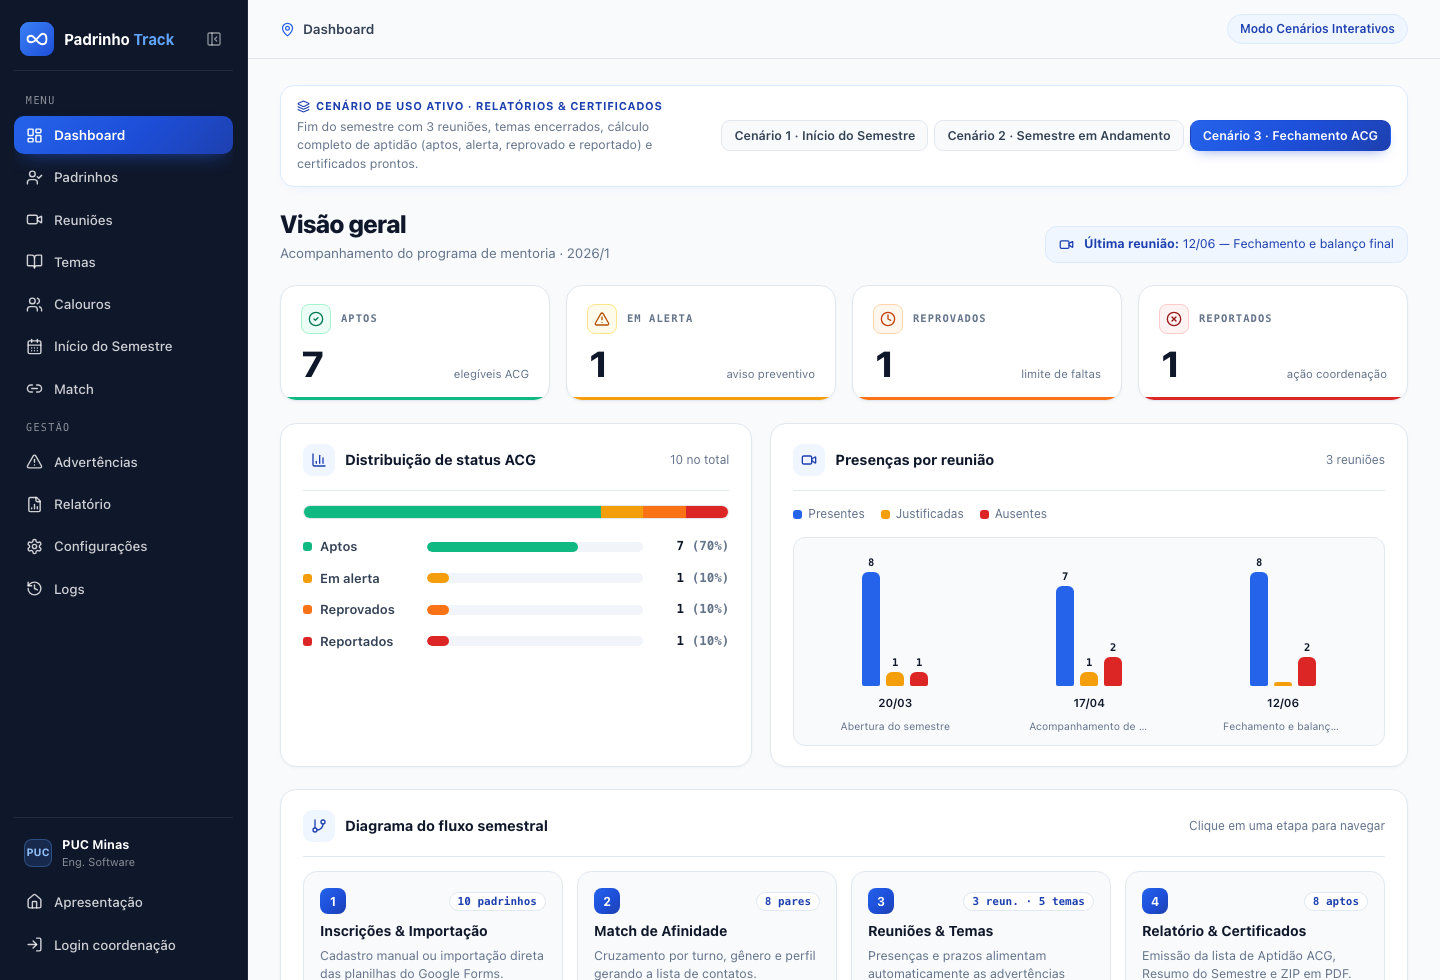 Padrinho Track
MENU
Dashboard
Padrinhos
Reuniões
Temas
Calouros
Início do Semestre
Match
GESTÃO
Advertências
Relatório
Configurações
Logs
PUC
PUC Minas
Eng. Software
Apresentação
Login coordenação
Dashboard
Modo Cenários Interativos
CENÁRIO DE USO ATIVO · RELATÓRIOS & CERTIFICADOS
Fim do semestre com 3 reuniões, temas encerrados, cálculo
completo de aptidão (aptos, alerta, reprovado e reportado) e
certificados prontos.
Cenário 1 · Início do Semestre
Cenário 2 · Semestre em Andamento
Cenário 3 · Fechamento ACG
Visão geral
Acompanhamento do programa de mentoria · 2026/1
Última reunião: 12/06 — Fechamento e balanço final
APTOS
7
elegíveis ACG
EM ALERTA
1
aviso preventivo
REPROVADOS
1
limite de faltas
REPORTADOS
1
ação coordenação
Distribuição de status ACG
10 no total
Aptos
7 (70%)
Em alerta
1 (10%)
Reprovados
1 (10%)
Reportados
1 (10%)
Presenças por reunião
3 reuniões
Presentes
Justificadas
Ausentes
8
1
1
20/03
Abertura do semestre
7
1
2
17/04
Acompanhamento de ...
8
2
12/06
Fechamento e balanç...
Diagrama do fluxo semestral
Clique em uma etapa para navegar
1
10 padrinhos
Inscrições & Importação
Cadastro manual ou importação direta
das planilhas do Google Forms.
2
8 pares
Match de Afinidade
Cruzamento por turno, gênero e perfil
gerando a lista de contatos.
3
3 reun. · 5 temas
Reuniões & Temas
Presenças e prazos alimentam
automaticamente as advertências
4
8 aptos
Relatório & Certificados
Emissão da lista de Aptidão ACG,
Resumo do Semestre e ZIP em PDF.